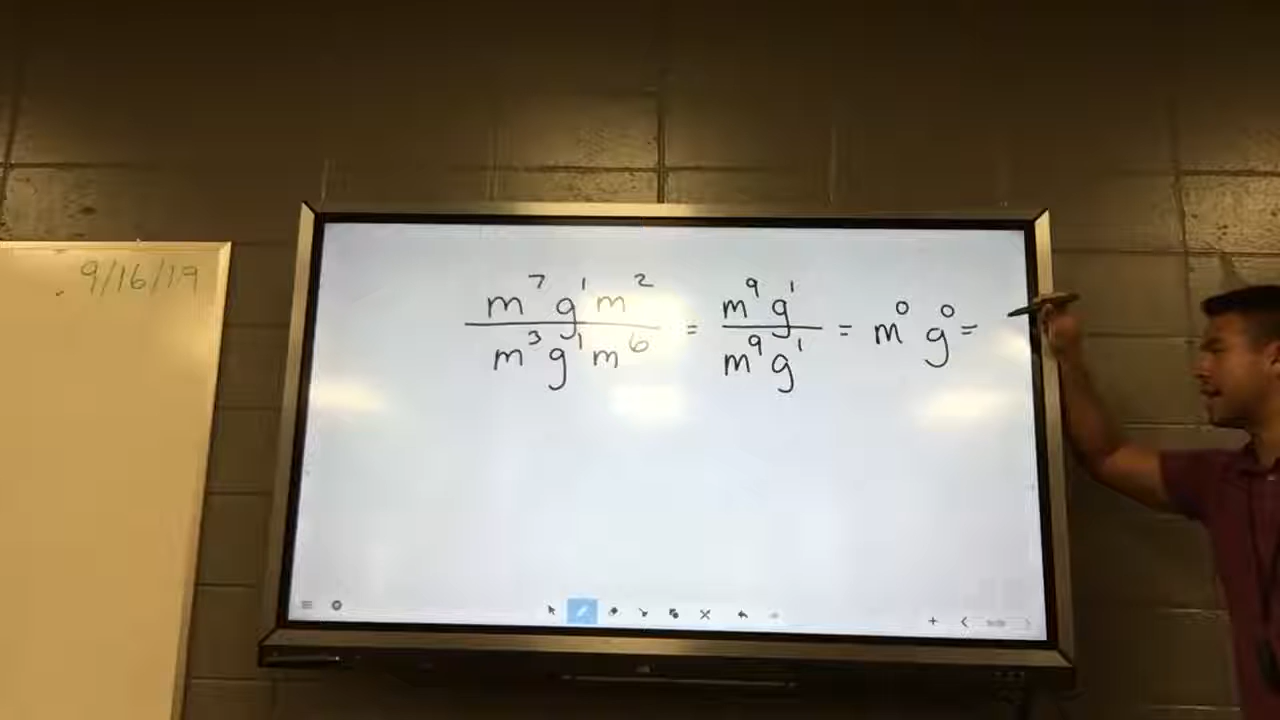 9/16/19
m⁷g¹m² / m³g¹m⁶ = m⁹g¹ / m⁹g¹ = m⁰g⁰ =